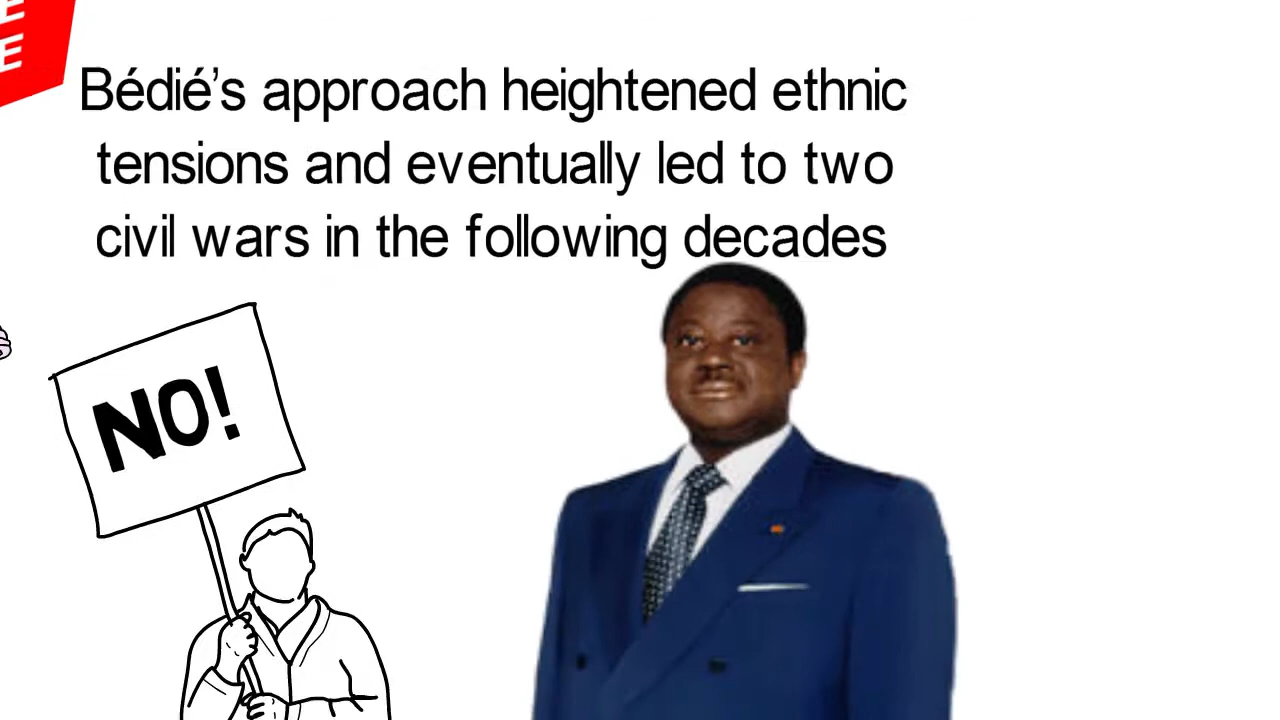 Bédié’s approach heightened ethnic
tensions and eventually led to two
civil wars in the following decades
NO!